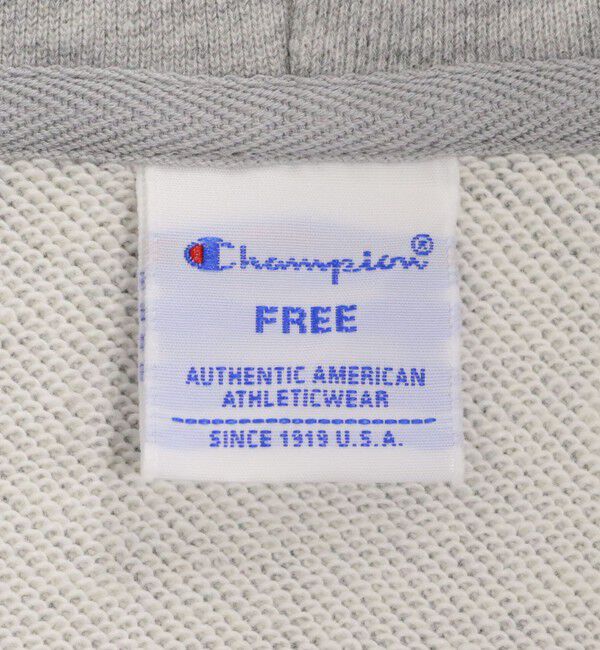 Champion®
FREE
AUTHENTIC AMERICAN
ATHLETICWEAR
SINCE 1919 U.S.A.